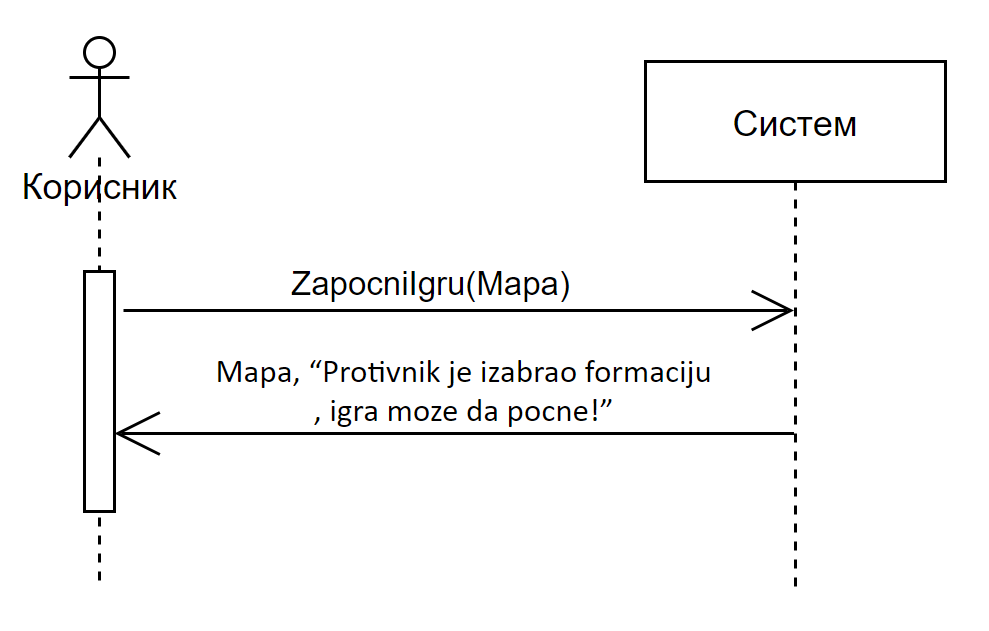 Корисник
Систем
ZapocniIgru(Mapa)
Mapa, “Protivnik je izabrao formaciju
, igra moze da pocne!”